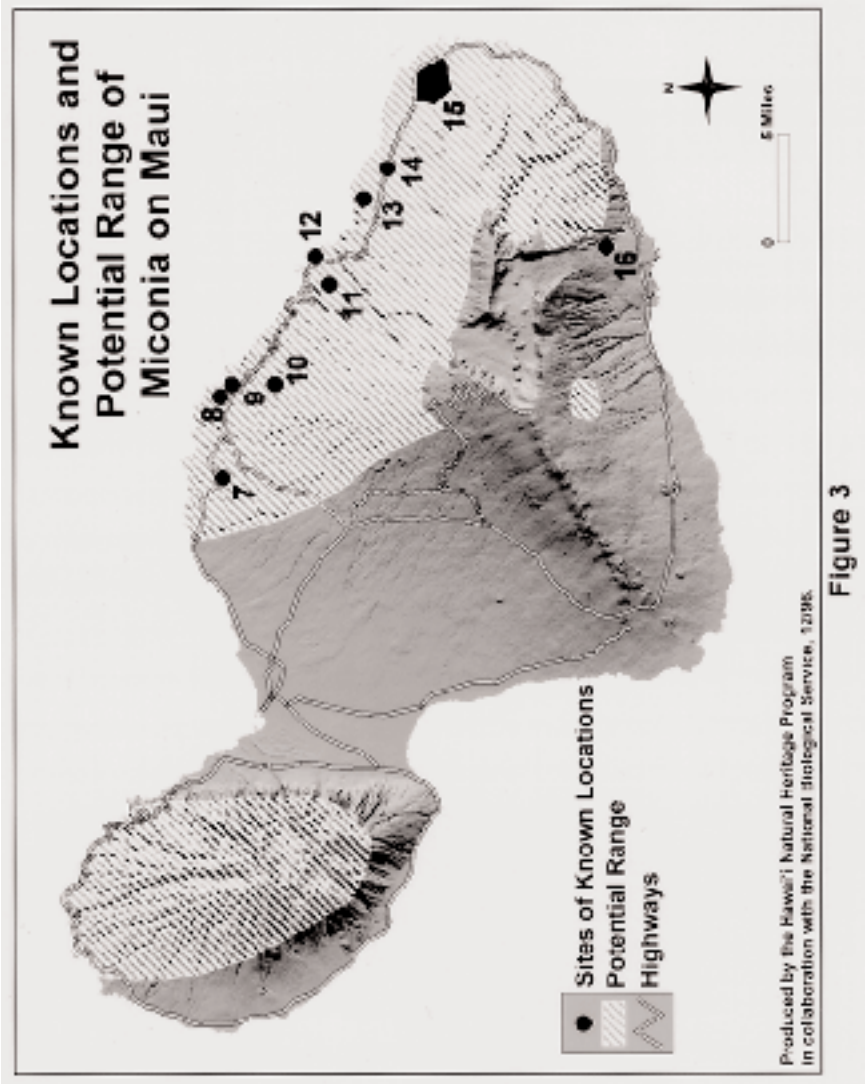 Known Locations and
Potential Range of
Miconia on Maui
7
8
9
10
11
12
13
14
15
16
N
0
5 Miles
Sites of Known Locations
Potential Range
Highways
Produced by the Hawai'i Natural Heritage Program
in collaboration with the National Biological Service, 12/96.
Figure 3